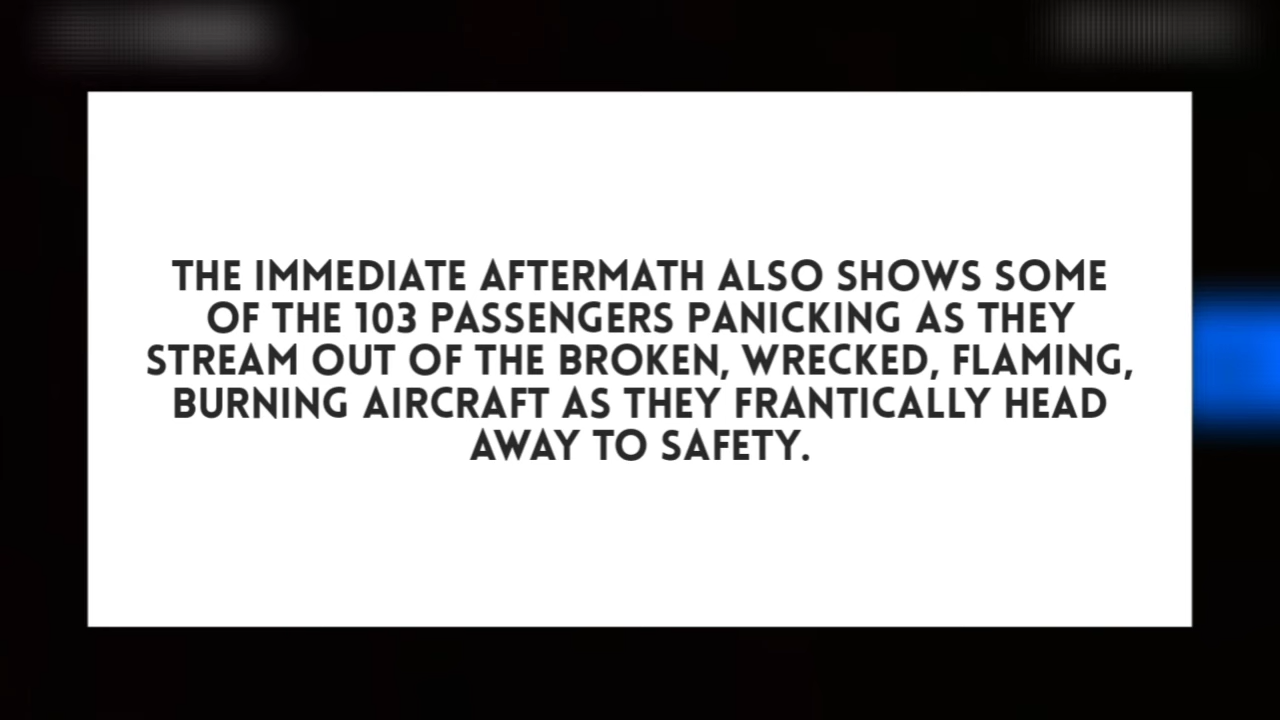 THE IMMEDIATE AFTERMATH ALSO SHOWS SOME
OF THE 103 PASSENGERS PANICKING AS THEY
STREAM OUT OF THE BROKEN, WRECKED, FLAMING,
BURNING AIRCRAFT AS THEY FRANTICALLY HEAD
AWAY TO SAFETY.